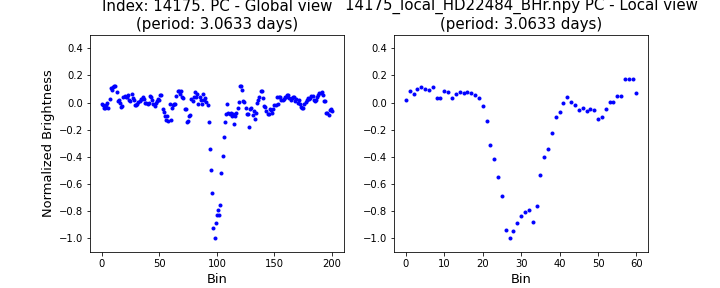 Index: 14175. PC - Global view
(period: 3.0633 days)
14175_local_HD22484_BHr.npy PC - Local view
(period: 3.0633 days)
Normalized Brightness
0.4
0.2
0.0
−0.2
−0.4
−0.6
−0.8
−1.0
0 50 100 150 200
Bin
0.4
0.2
0.0
−0.2
−0.4
−0.6
−0.8
−1.0
0 10 20 30 40 50 60
Bin